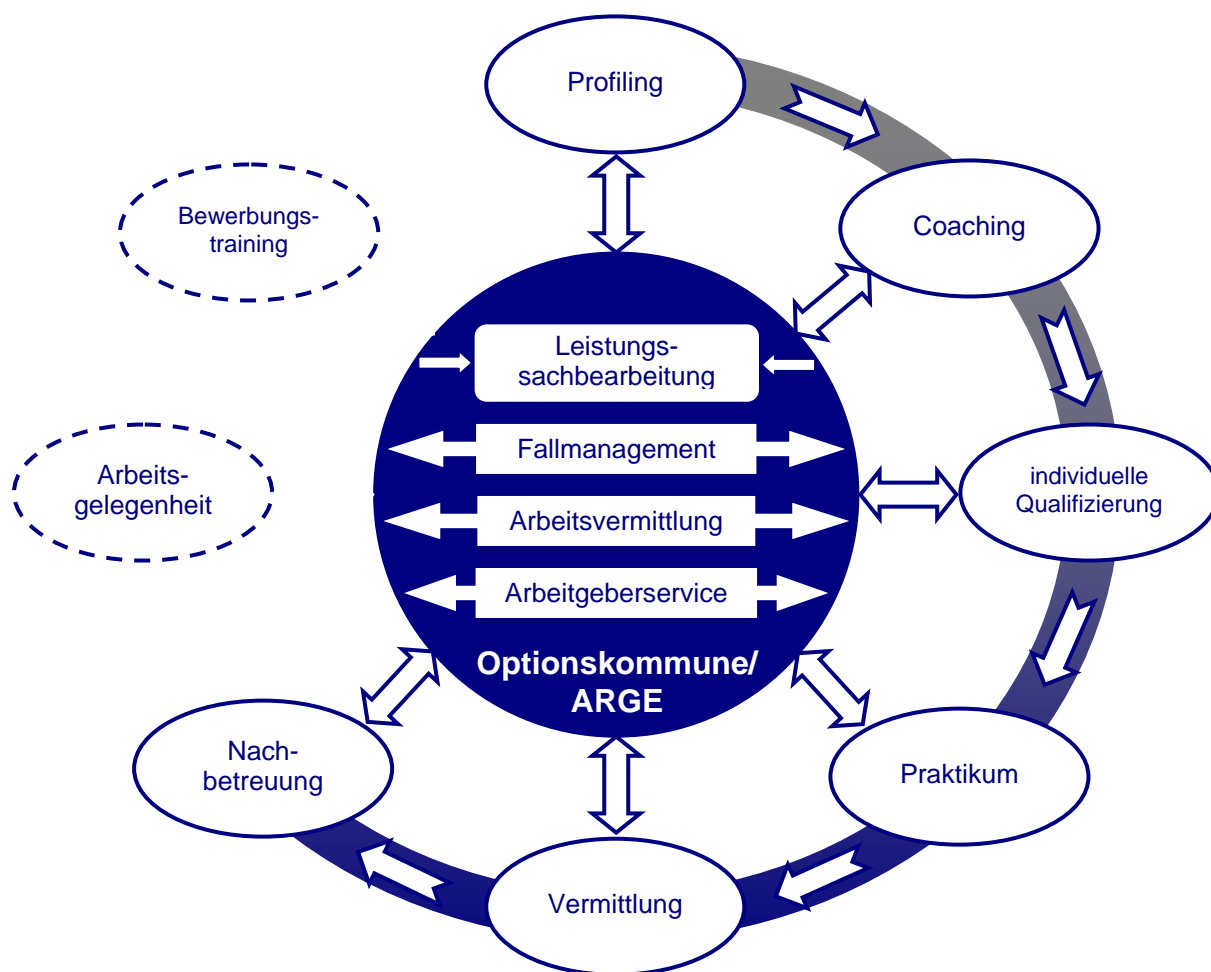 Profiling
Bewerbungs-
training
Coaching
Leistungs-
sachbearbeitung
Fallmanagement
Arbeits-
gelegenheit
individuelle
Qualifizierung
Arbeitsvermittlung
Arbeitgeberservice
Optionskommune/
ARGE
Nach-
betreuung
Praktikum
Vermittlung